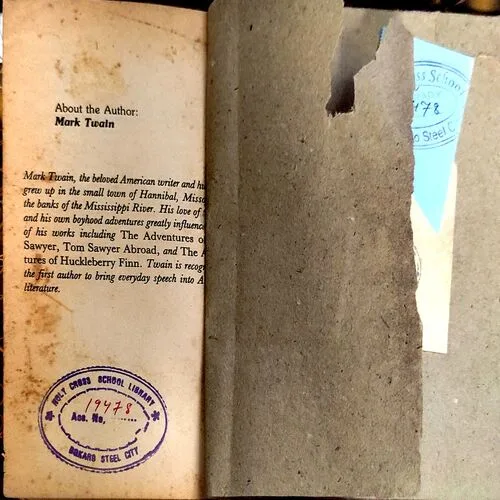 About the Author:
Mark Twain
Mark Twain, the beloved American writer and hu
grew up in the small town of Hannibal, Misso
the banks of the Mississippi River. His love of
and his own boyhood adventures greatly influenc
of his works including The Adventures o
Sawyer, Tom Sawyer Abroad, and The A
tures of Huckleberry Finn. Twain is recog
the first author to bring everyday speech into A
literature.
HOLY CROSS SCHOOL LIBRARY
19478
Acc. No.
BOKARO STEEL CITY
ss School
478
o Steel C